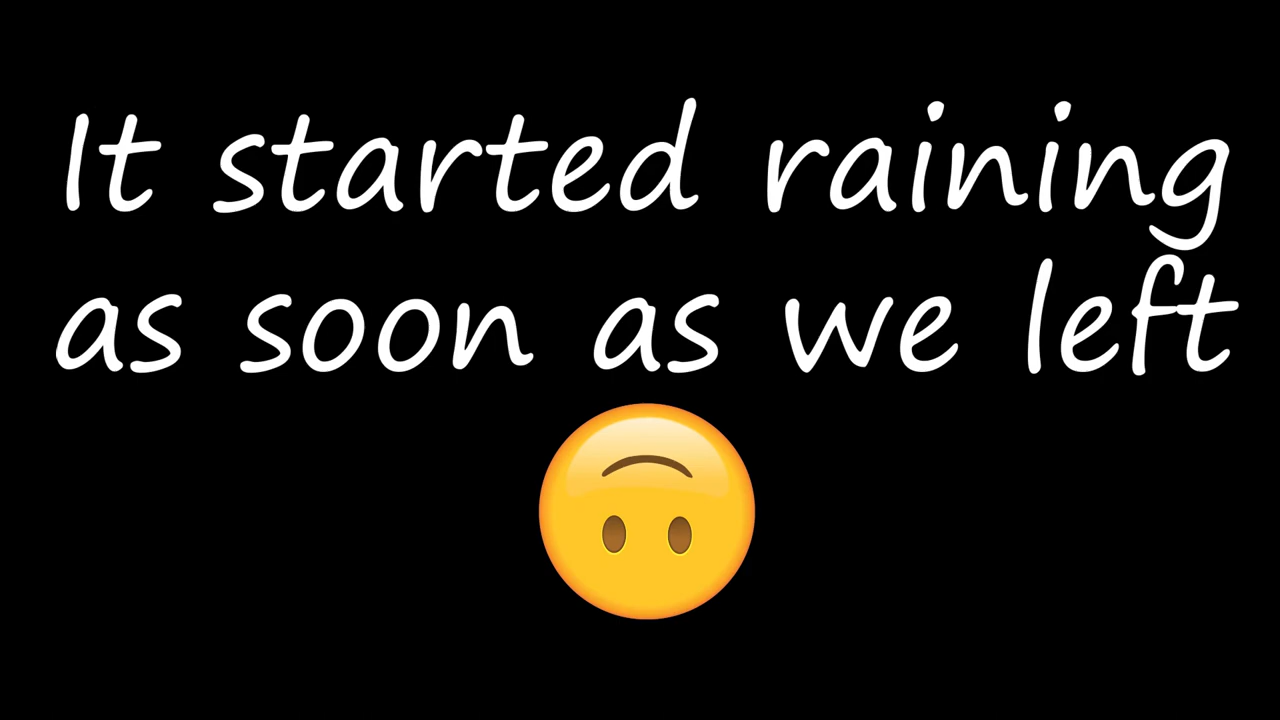 It started raining
as soon as we left
🙃